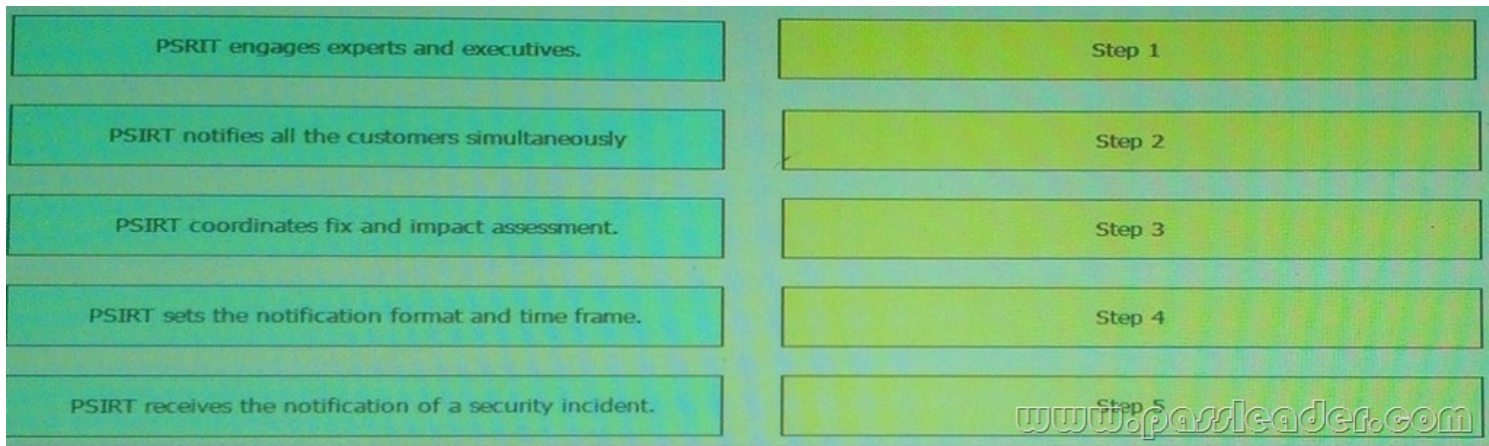 PSRIT engages experts and executives.
Step 1
PSIRT notifies all the customers simultaneously
Step 2
PSIRT coordinates fix and impact assessment.
Step 3
PSIRT sets the notification format and time frame.
Step 4
PSIRT receives the notification of a security incident.
Step 5
www.passleader.com